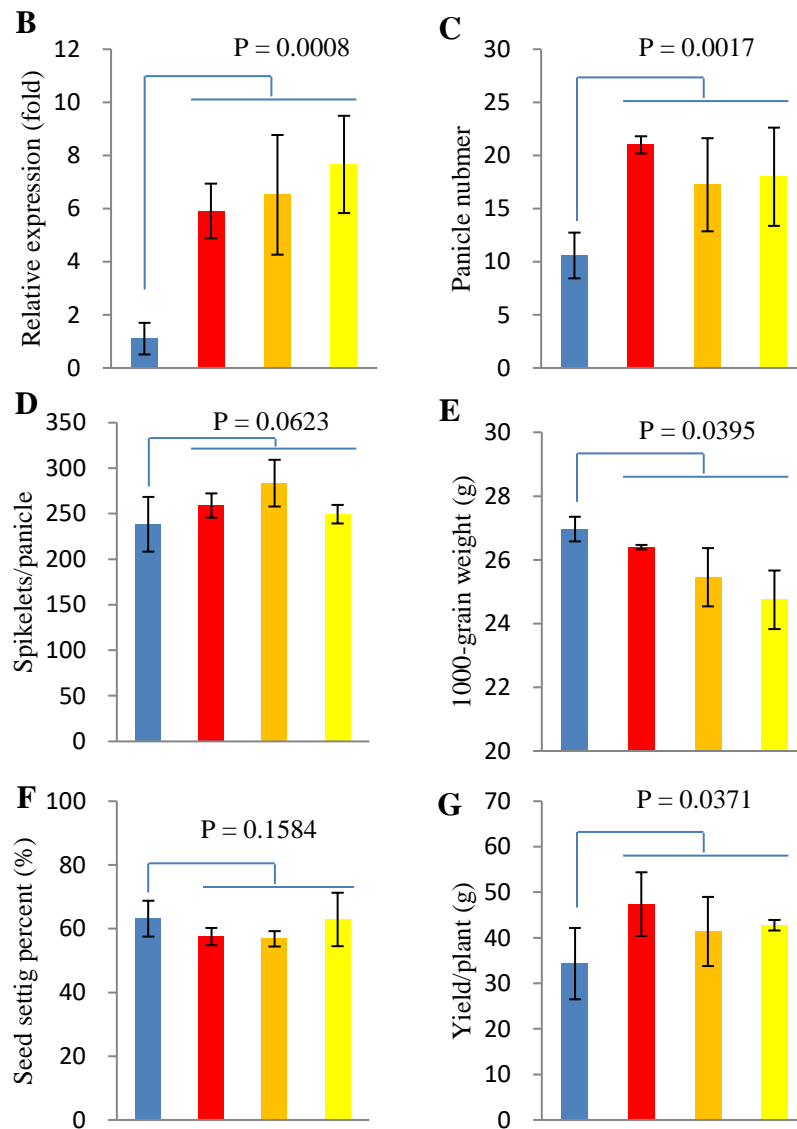 B
P = 0.0008
Relative expression (fold)
12
10
8
6
4
2
0
C
P = 0.0017
Panicle nubmer
30
25
20
15
10
5
0
D
P = 0.0623
Spikelets/panicle
350
300
250
200
150
100
50
0
E
P = 0.0395
1000-grain weight (g)
30
28
26
24
22
20
F
P = 0.1584
Seed settig percent (%)
100
80
60
40
20
0
G
P = 0.0371
Yield/plant (g)
70
60
50
40
30
20
10
0